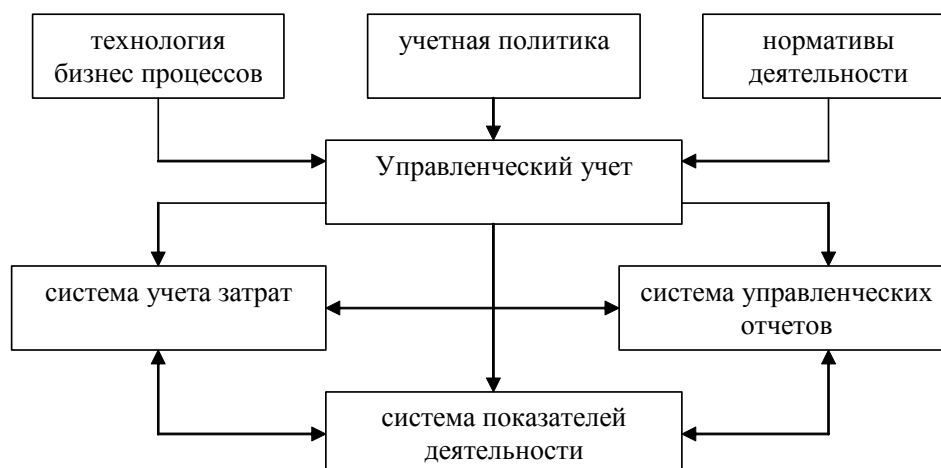 технология
бизнес процессов
учетная политика
нормативы
деятельности
Управленческий учет
система учета затрат
система управленческих
отчетов
система показателей
деятельности